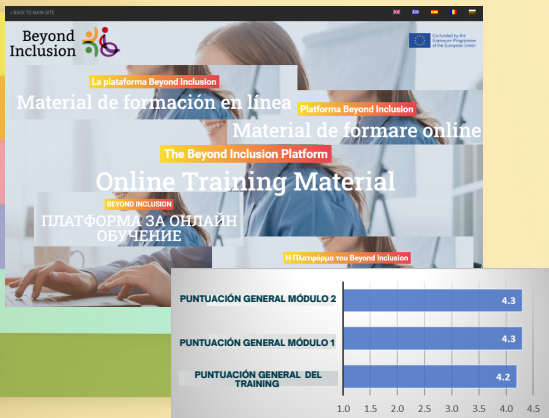 < BACK TO MAIN SITE
Beyond
Inclusion
Co-funded by the
Erasmus+ Programme
of the European Union
La plataforma Beyond Inclusion
Material de formación en línea
Platforma Beyond Inclusion
Material de formare online
The Beyond Inclusion Platform
Online Training Material
BEYOND INCLUSION
ПЛАТФОРМА ЗА ОНЛАЙН
ОБУЧЕНИЕ
Η Πλατφόρμα του Beyond Inclusion
PUNTUACIÓN GENERAL MÓDULO 2
4.3
PUNTUACIÓN GENERAL MÓDULO 1
4.3
PUNTUACIÓN GENERAL DEL
TRAINING
4.2
1.0 1.5 2.0 2.5 3.0 3.5 4.0 4.5